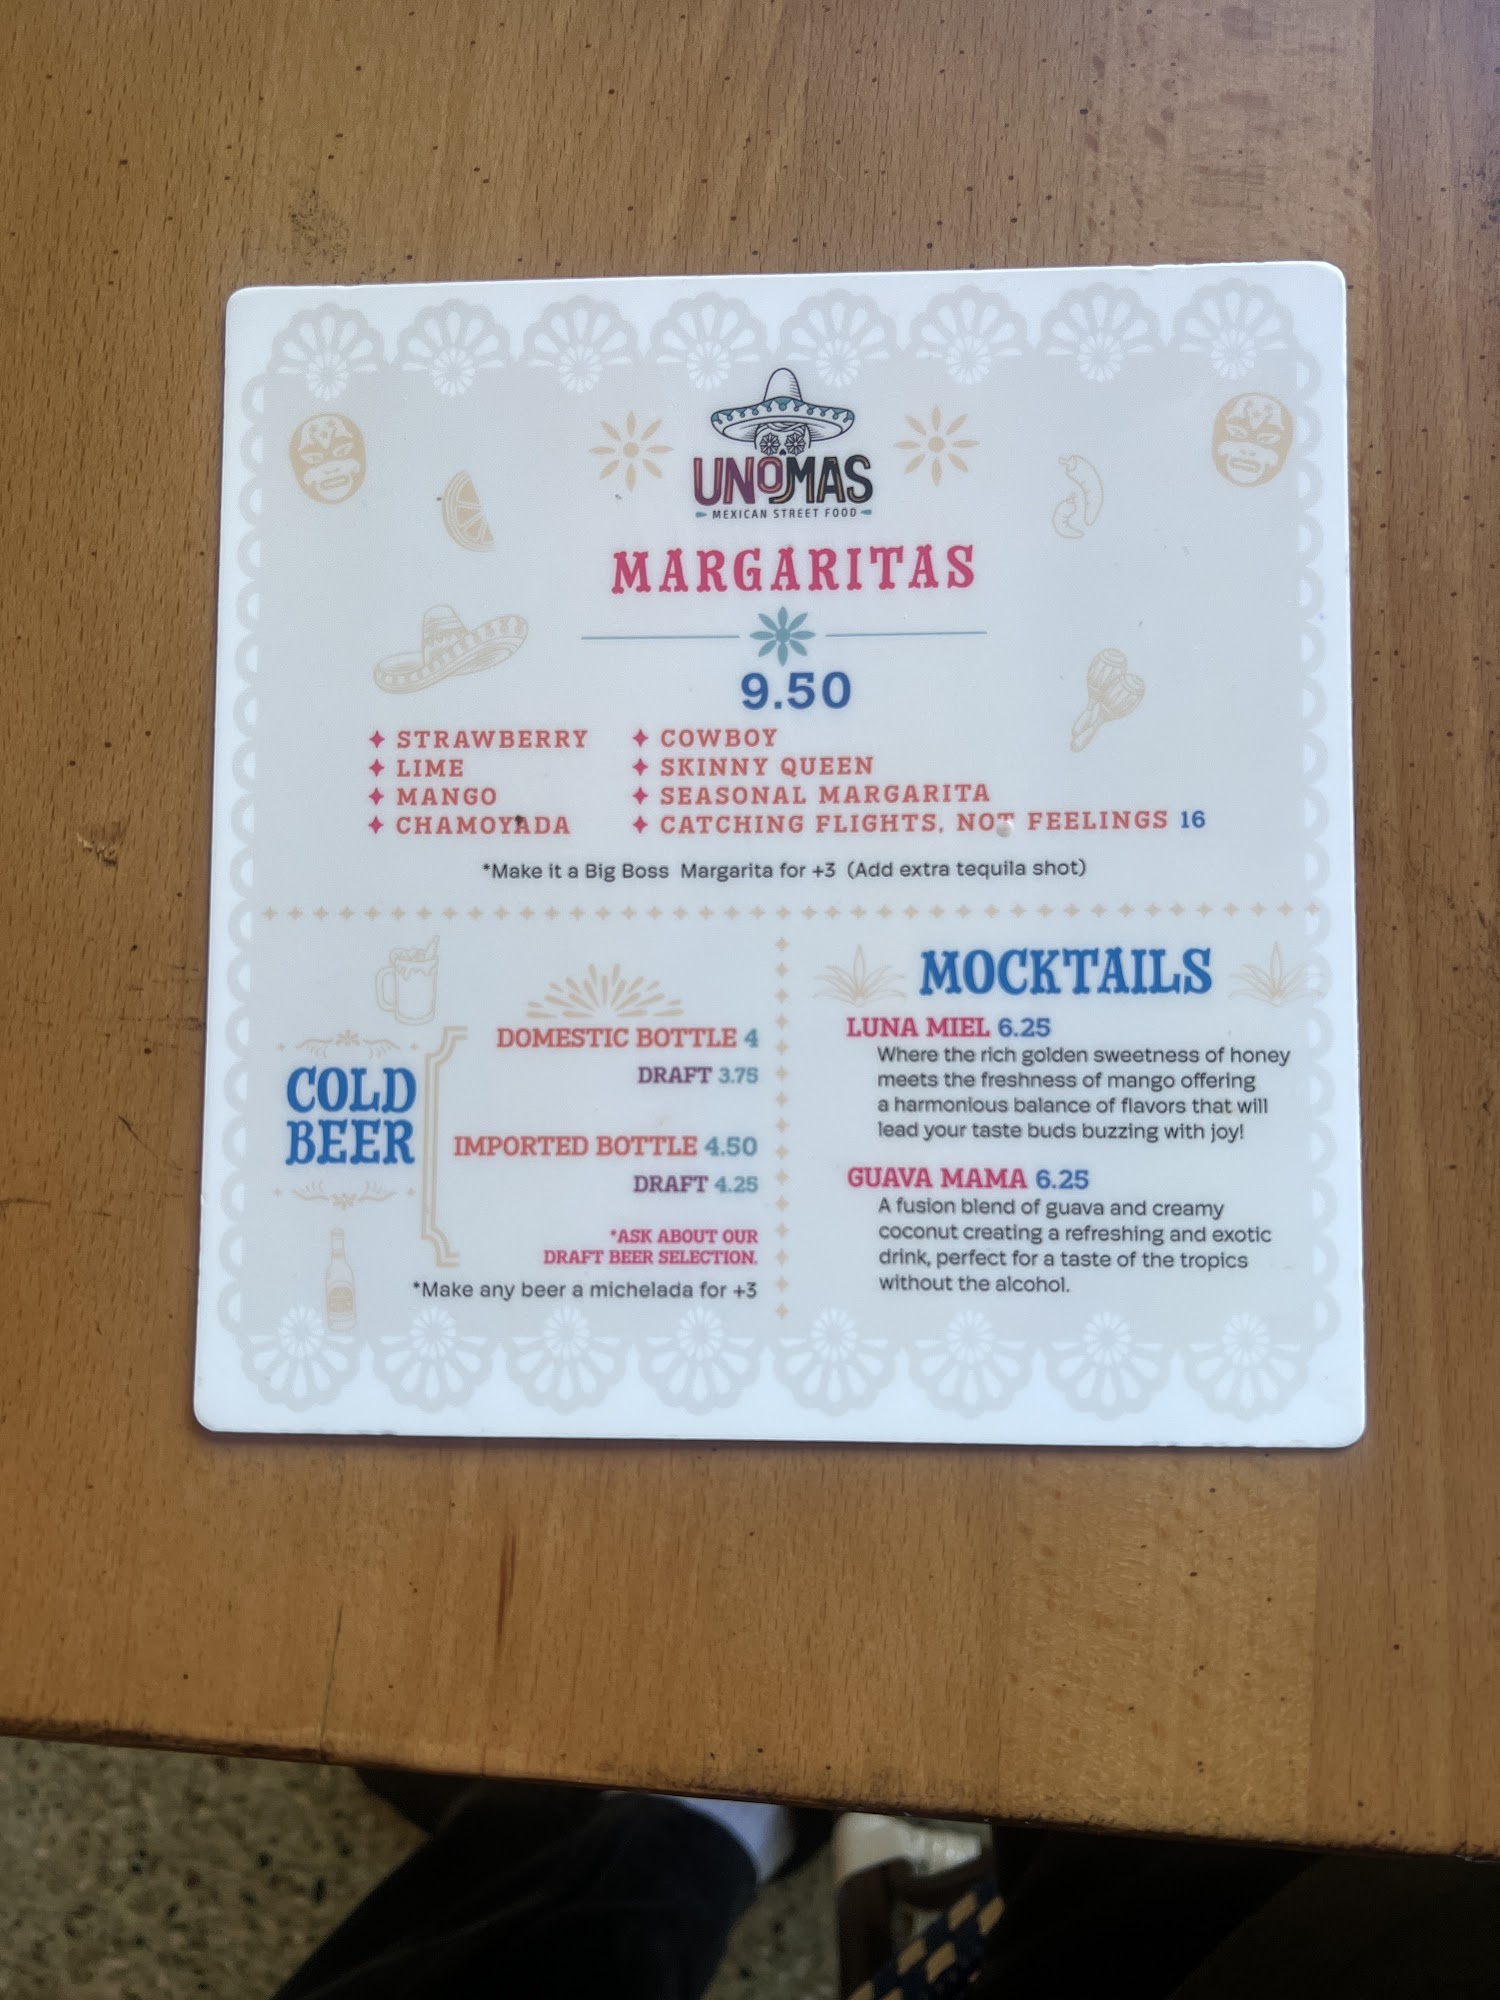 UNOMAS
MEXICAN STREET FOOD
MARGARITAS
9.50
STRAWBERRY
LIME
MANGO
CHAMOYADA
COWBOY
SKINNY QUEEN
SEASONAL MARGARITA
CATCHING FLIGHTS, NOT FEELINGS 16
*Make it a Big Boss Margarita for +3 (Add extra tequila shot)
COLD
BEER
DOMESTIC BOTTLE 4
DRAFT 3.75
IMPORTED BOTTLE 4.50
DRAFT 4.25
*ASK ABOUT OUR
DRAFT BEER SELECTION.
*Make any beer a michelada for +3
MOCKTAILS
LUNA MIEL 6.25
Where the rich golden sweetness of honey
meets the freshness of mango offering
a harmonious balance of flavors that will
lead your taste buds buzzing with joy!
GUAVA MAMA 6.25
A fusion blend of guava and creamy
coconut creating a refreshing and exotic
drink, perfect for a taste of the tropics
without the alcohol.